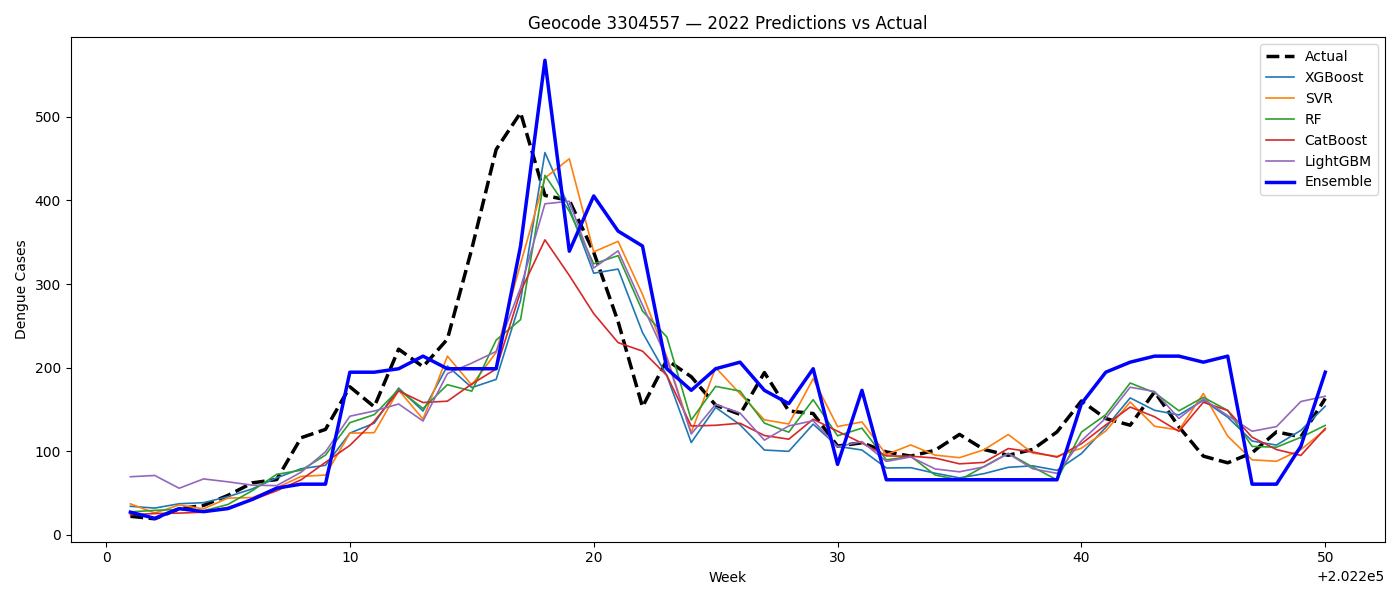 Geocode 3304557 — 2022 Predictions vs Actual
Dengue Cases
500
400
300
200
100
0
Actual
XGBoost
SVR
RF
CatBoost
LightGBM
Ensemble
0 10 20 30 40 50
+2.022e5
Week